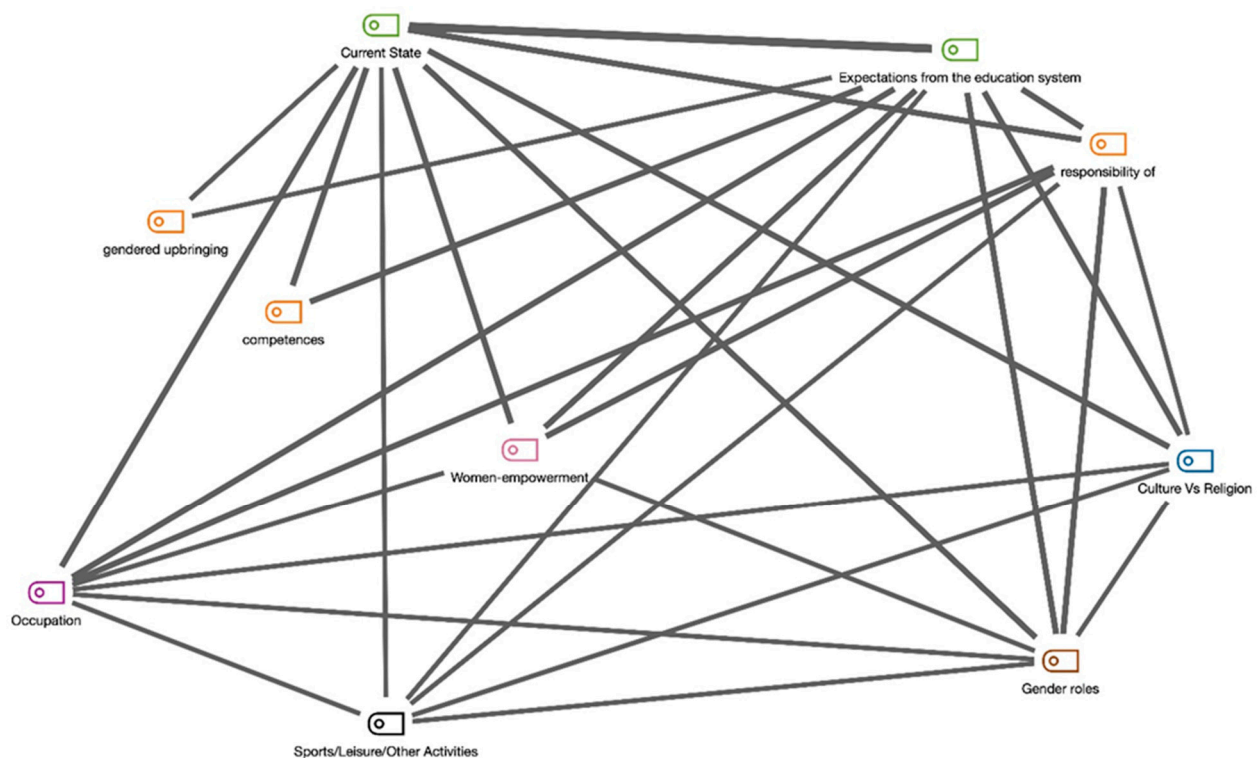 Current State
Expectations from the education system
responsibility of
gendered upbringing
competences
Women-empowerment
Culture Vs Religion
Occupation
Gender roles
Sports/Leisure/Other Activities